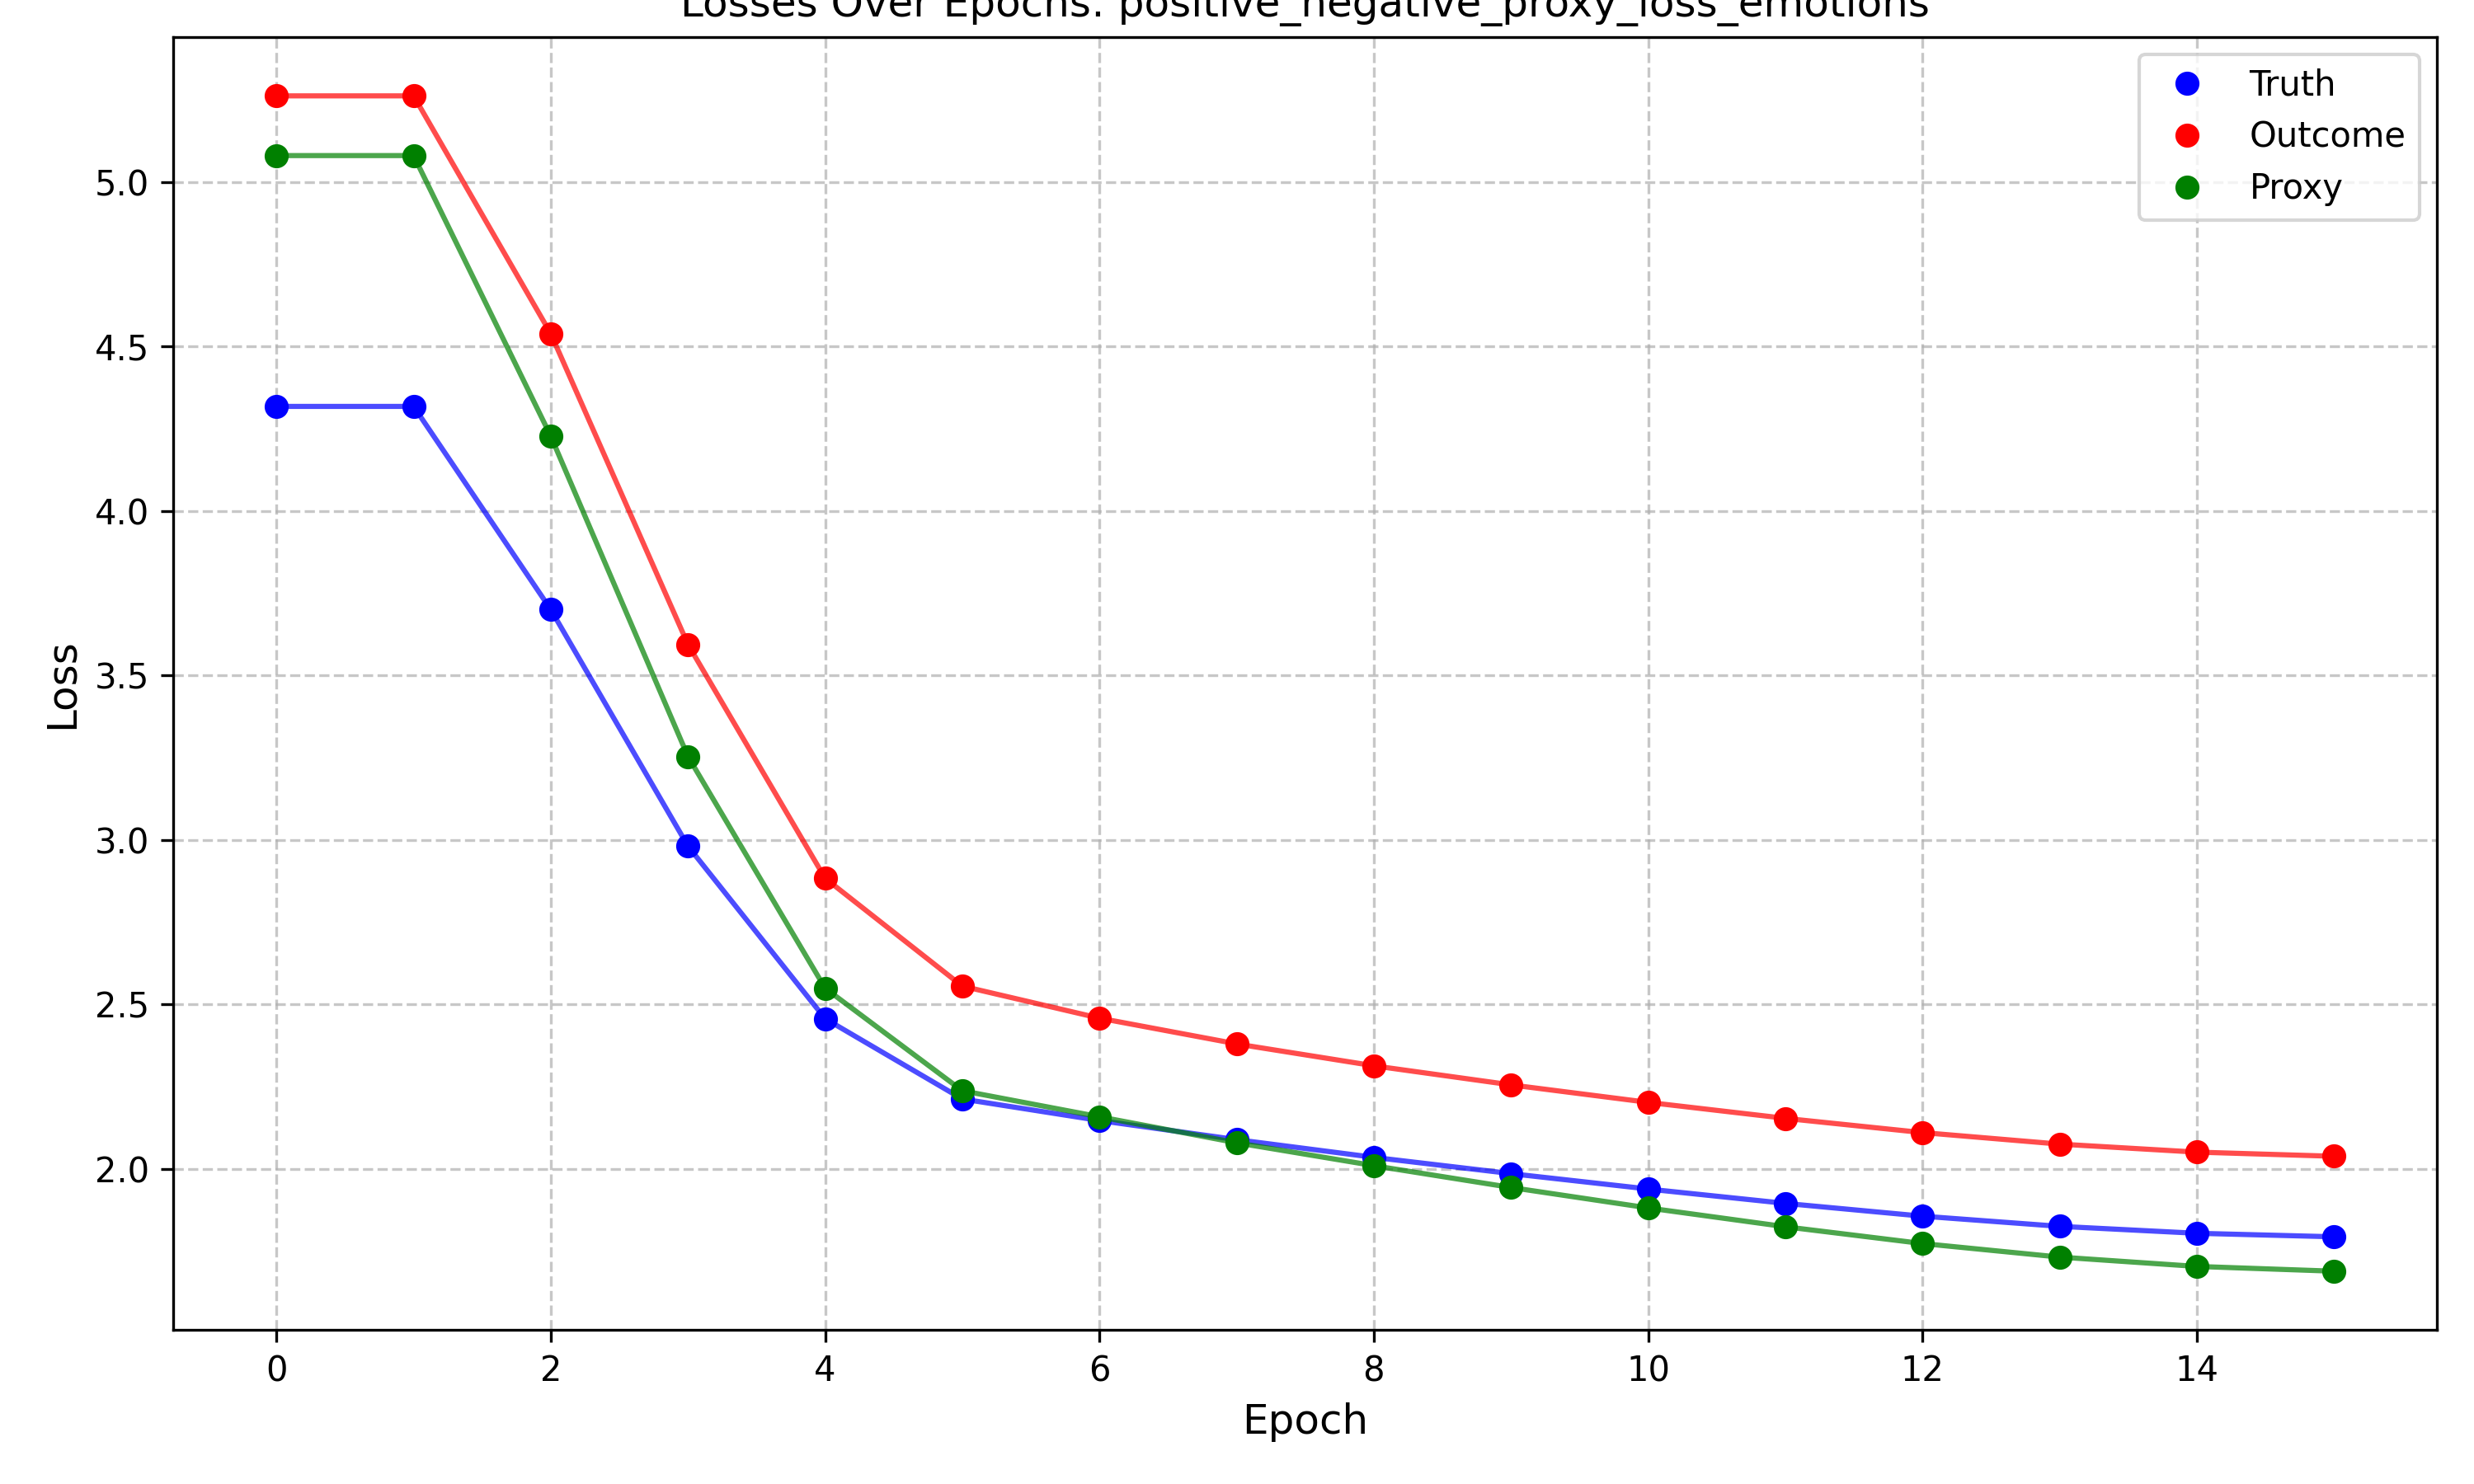 Losses Over Epochs: positive_negative_proxy_loss_emotions
Truth
Outcome
Proxy
5.0
4.5
4.0
3.5
3.0
2.5
2.0
Loss
0 2 4 6 8 10 12 14
Epoch